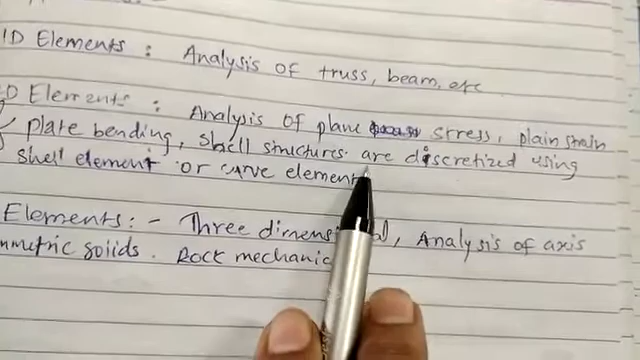 1D Elements : Analysis of truss, beam, etc
D Elements : Analysis of plane stress, plain strain
plate bending, shell structures are discretized using
shell element or curve element
Elements : - Three dimensional, Analysis of axis
mmetric solids. Rock mechanic